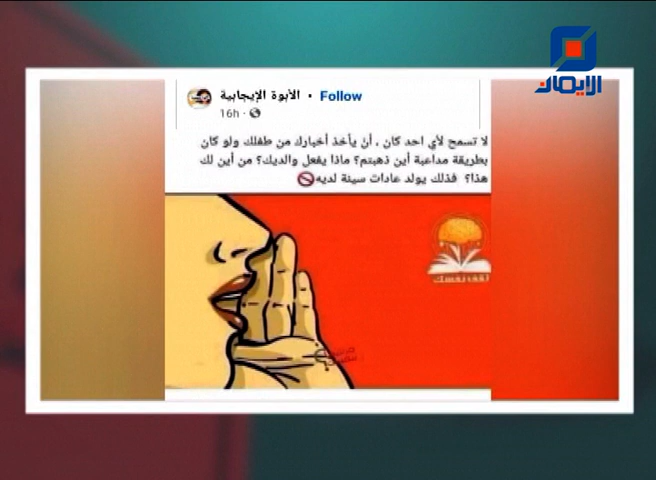 الايمان
الأبوة الإيجابية • Follow
16h ·
لا تسمح لأي احد كان ، أن يأخذ أخبارك من طفلك ولو كان
بطريقة مداعبة أين ذهبتم؟ ماذا يفعل والديك؟ من أين لك
هذا؟ فذلك يولد عادات سيئة لديه
ثقف نفسك